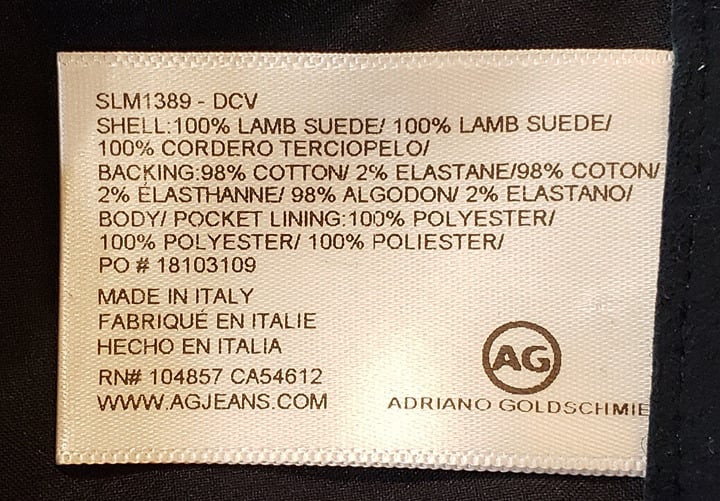 SLM1389 - DCV
SHELL:100% LAMB SUEDE/ 100% LAMB SUEDE/
100% CORDERO TERCIOPELO/
BACKING:98% COTTON/ 2% ELASTANE/98% COTON/
2% ÉLASTHANNE/ 98% ALGODON/ 2% ELASTANO/
BODY/ POCKET LINING:100% POLYESTER/
100% POLYESTER/ 100% POLIESTER/
PO # 18103109
MADE IN ITALY
FABRIQUÉ EN ITALIE
HECHO EN ITALIA
RN# 104857 CA54612
WWW.AGJEANS.COM
AG
ADRIANO GOLDSCHMIE